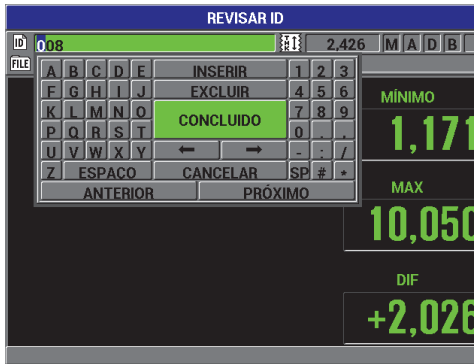 REVISAR ID
ID 008 2,426 M A D B
FILE
A B C D E INSERIR 1 2 3
F G H I J EXCLUIR 4 5 6
K L M N O CONCLUIDO 7 8 9
P Q R S T 0 . ,
U V W X Y ← → - : /
Z ESPACO CANCELAR SP # *
ANTERIOR PRÓXIMO
MÍNIMO
1,171
MAX
10,050
DIF
+2,026